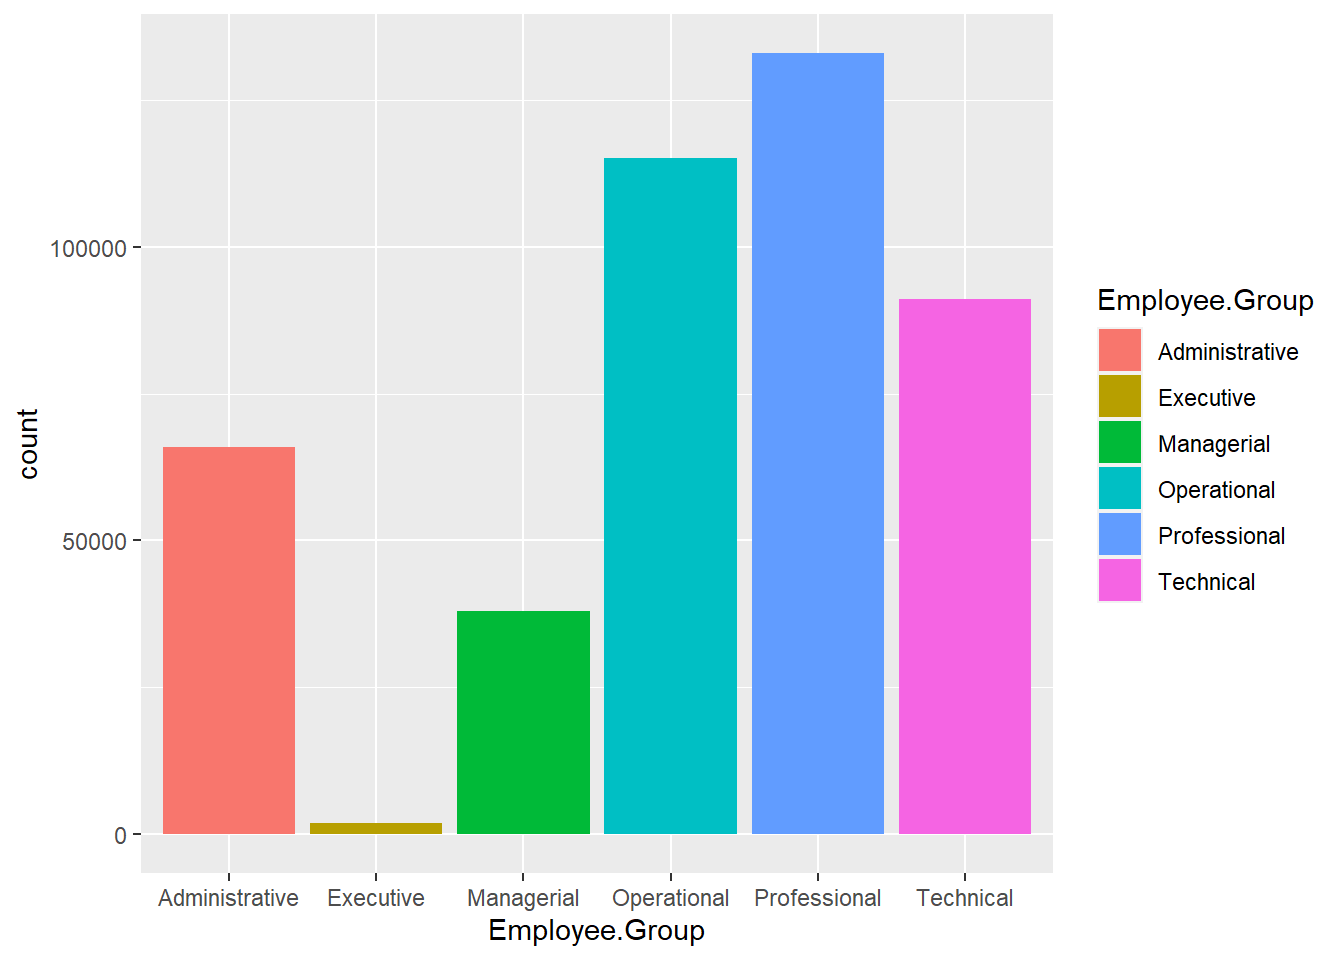 count
100000
50000
0
Administrative Executive Managerial Operational Professional Technical
Employee.Group
Employee.Group
Administrative
Executive
Managerial
Operational
Professional
Technical